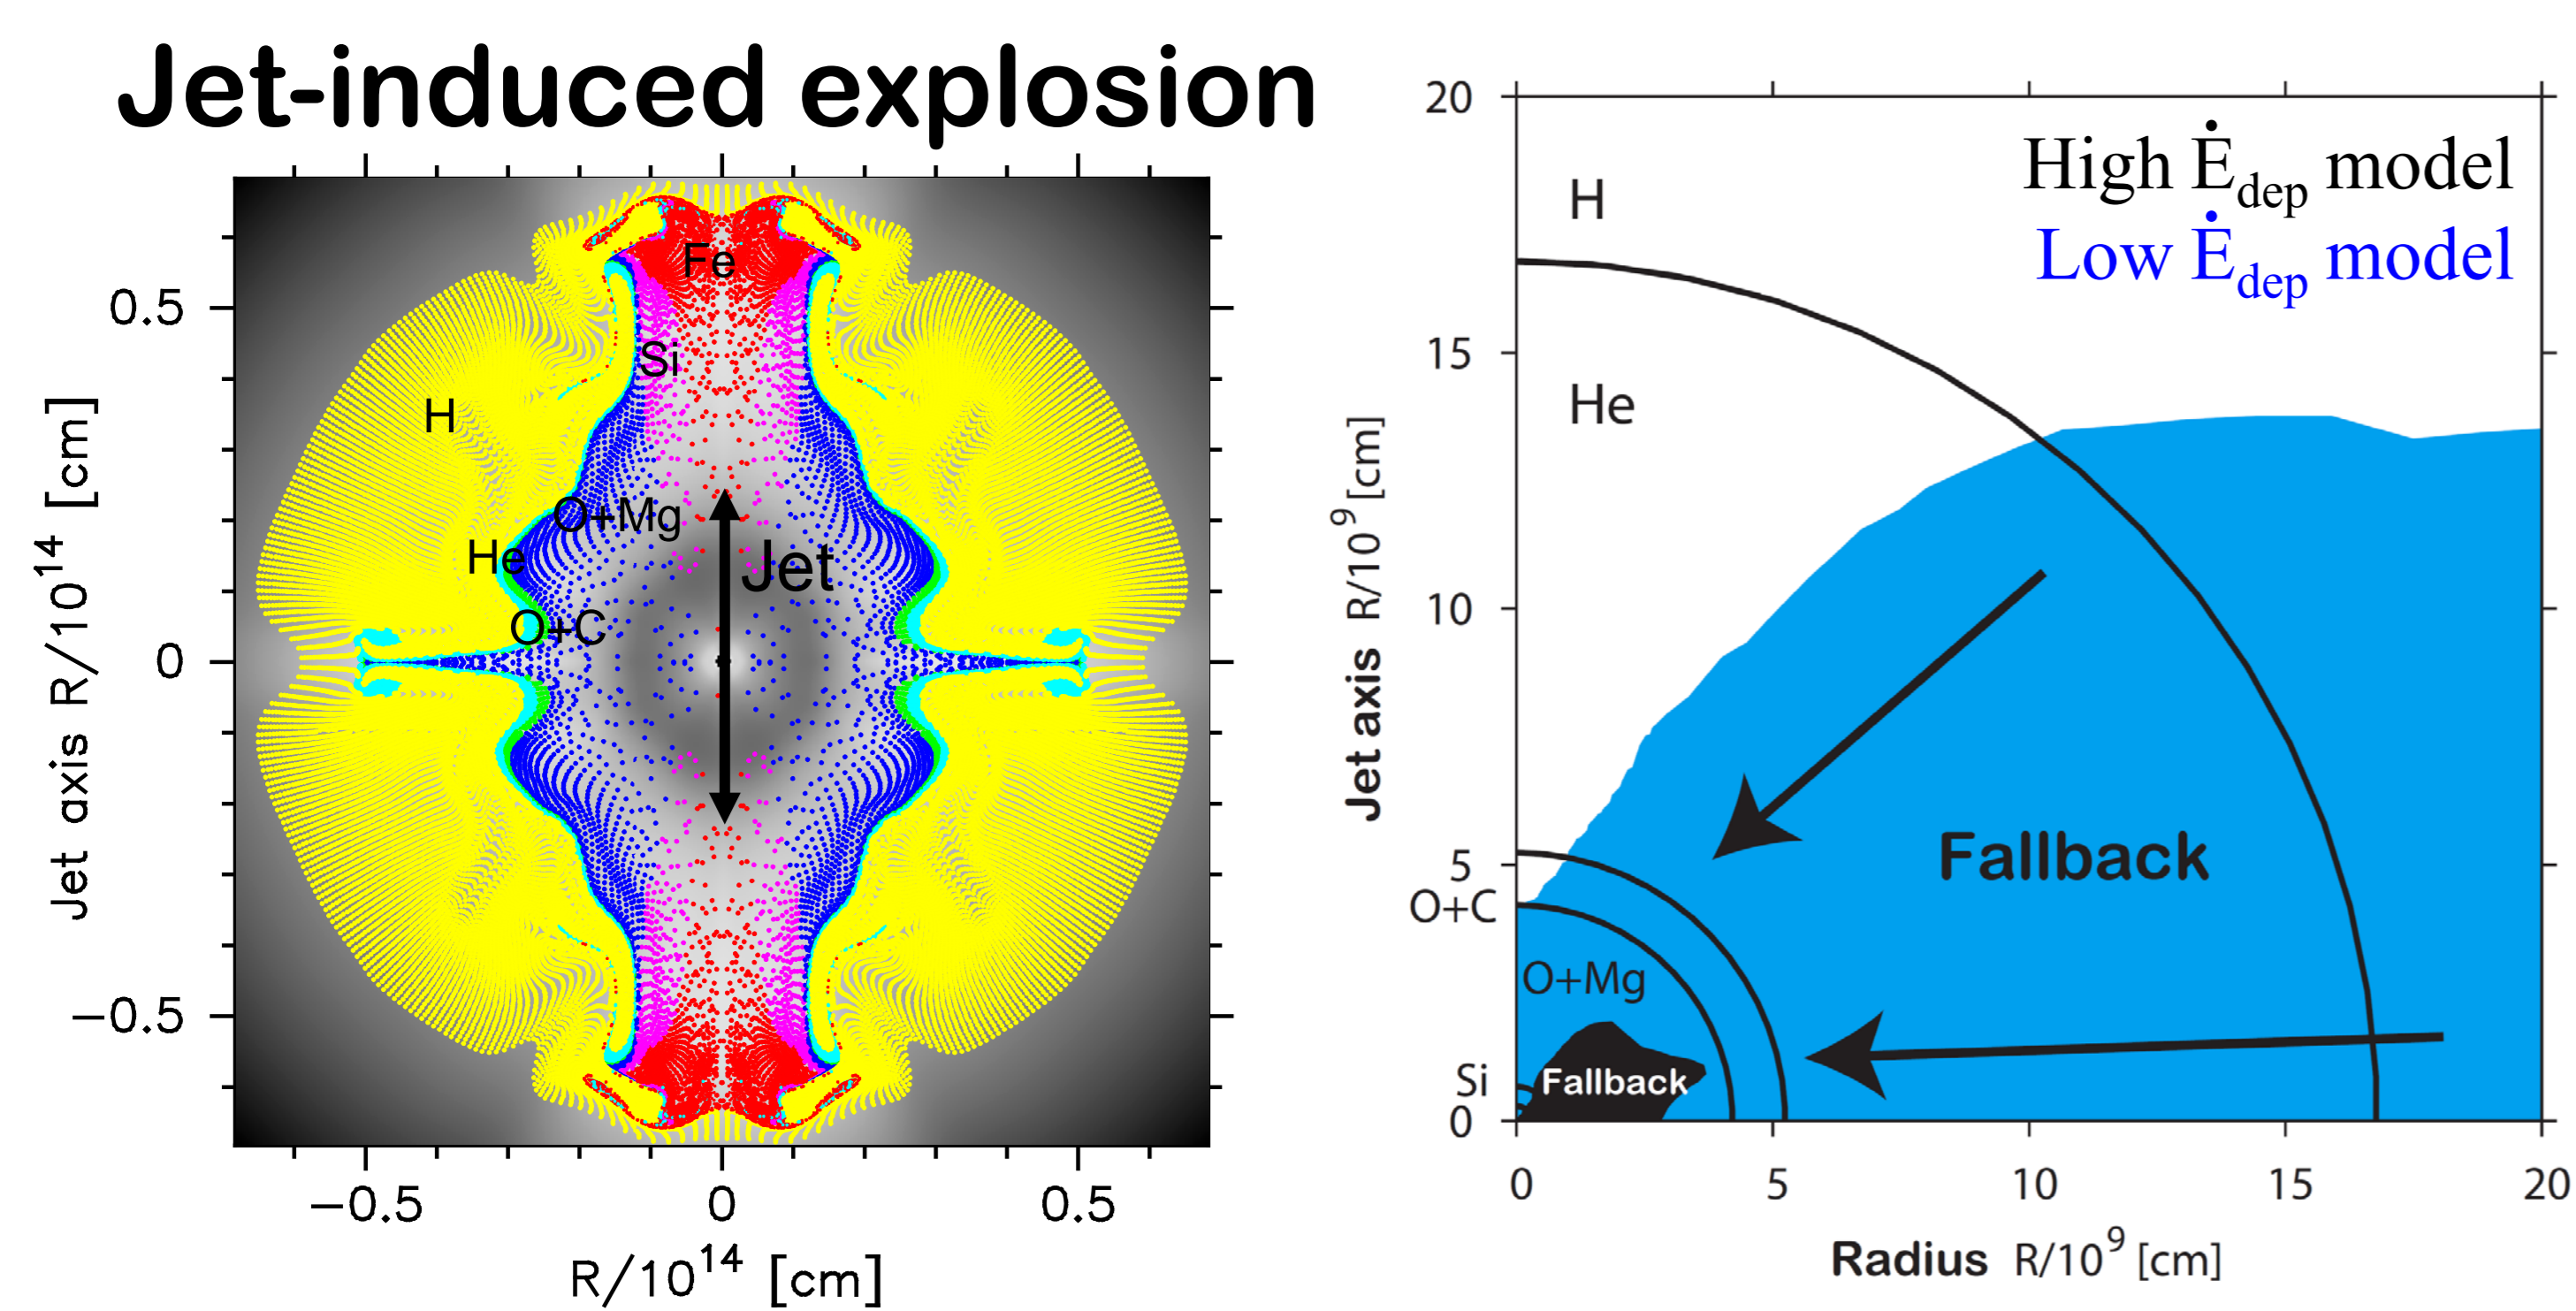 Jet-induced explosion
Fe
Si
H
O+Mg
He
Jet
O+C
0.5
0
−0.5
−0.5
0
0.5
Jet axis R/10^14 [cm]
R/10^14 [cm]
High Ė_dep model
Low Ė_dep model
H
He
O+C
O+Mg
Si
Fallback
Fallback
20
15
10
5
0
0
5
10
15
20
Jet axis R/10^9 [cm]
Radius R/10^9 [cm]